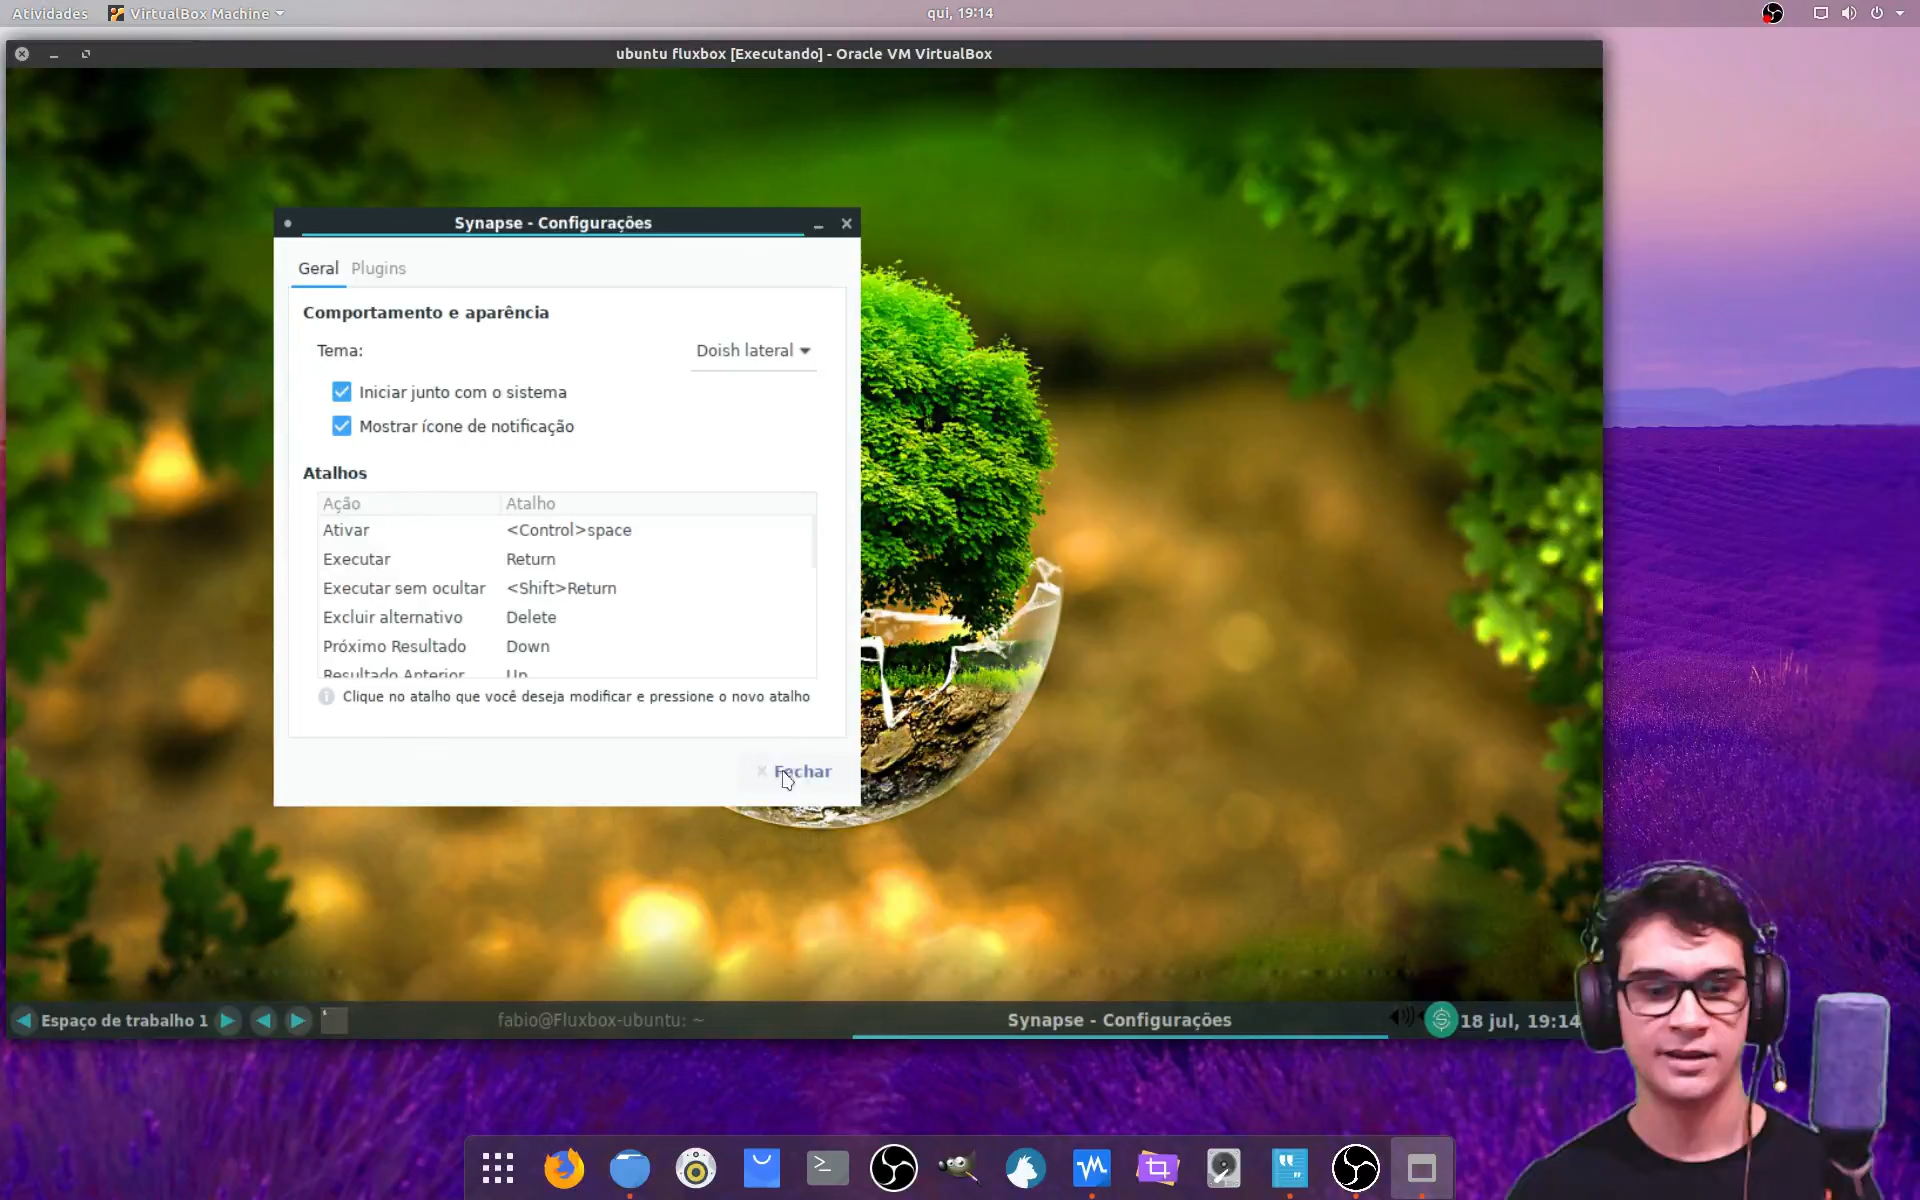 Atividades VirtualBox Machine qui, 19:14
ubuntu fluxbox [Executando] - Oracle VM VirtualBox
Synapse - Configurações
Geral Plugins
Comportamento e aparência
Tema: Doish lateral
Iniciar junto com o sistema
Mostrar ícone de notificação
Atalhos
Ação Atalho
Ativar <Control>space
Executar Return
Executar sem ocultar <Shift>Return
Excluir alternativo Delete
Próximo Resultado Down
Resultado Anterior Up
Clique no atalho que você deseja modificar e pressione o novo atalho
Fechar
Espaço de trabalho 1 fabio@Fluxbox-ubuntu: ~ Synapse - Configurações 18 jul, 19:14